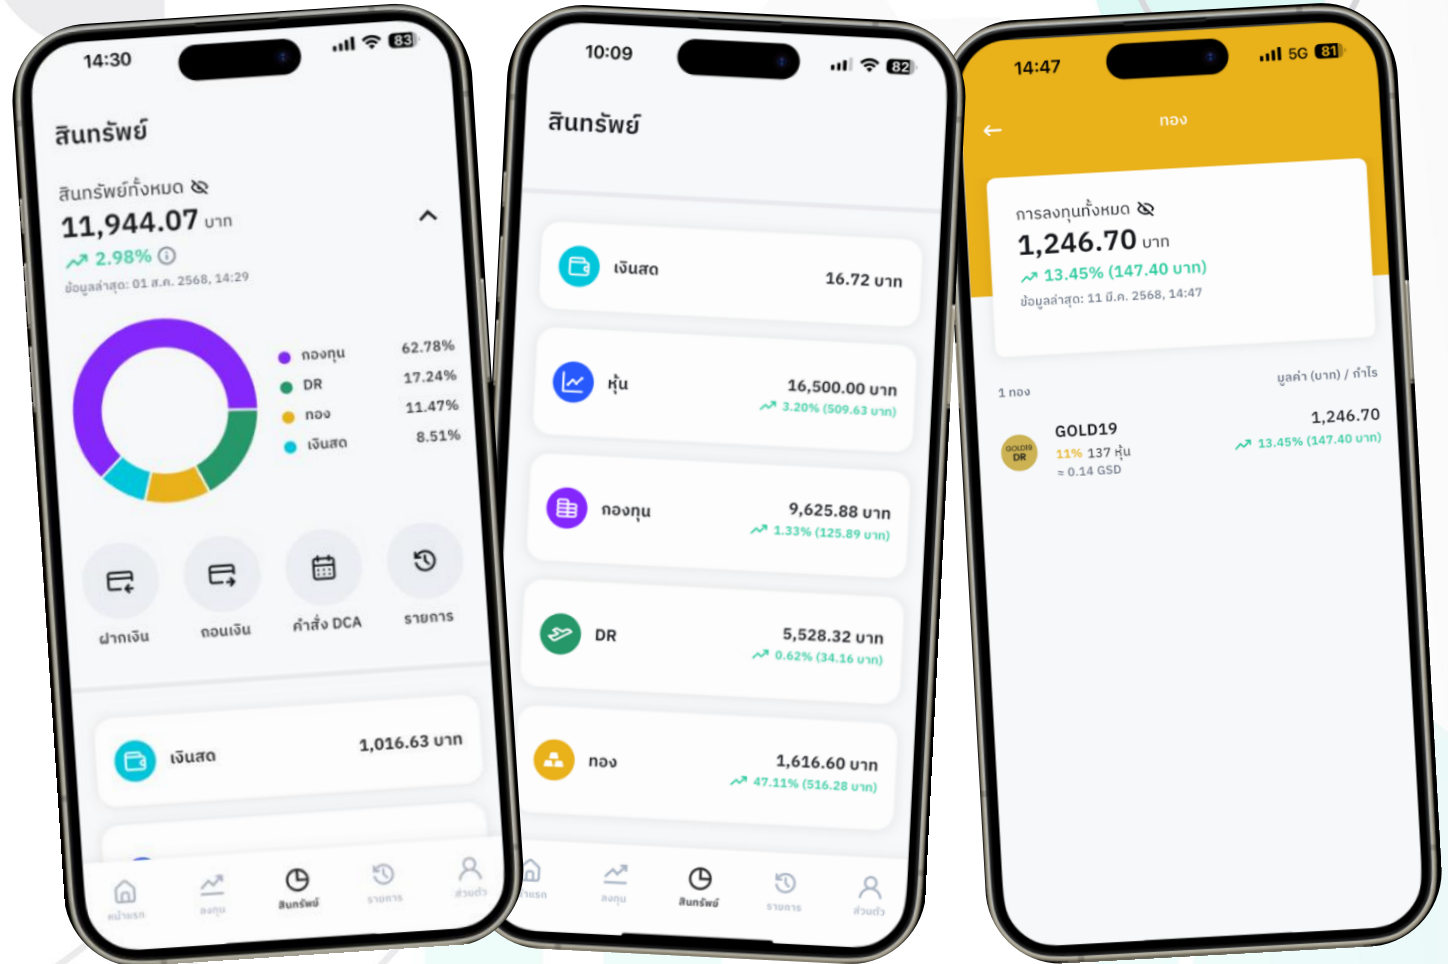 14:30
83
สินทรัพย์
สินทรัพย์ทั้งหมด
11,944.07 บาท
2.98%
ข้อมูลล่าสุด: 01 ส.ค. 2568, 14:29
กองทุน 62.78%
DR 17.24%
ทอง 11.47%
เงินสด 8.51%
ฝากเงิน
ถอนเงิน
คำสั่ง DCA
รายการ
เงินสด 1,016.63 บาท
หน้าแรก
ลงทุน
สินทรัพย์
รายการ
ส่วนตัว
10:09
82
สินทรัพย์
เงินสด 16.72 บาท
หุ้น 16,500.00 บาท
3.20% (509.63 บาท)
กองทุน 9,625.88 บาท
1.33% (125.89 บาท)
DR 5,528.32 บาท
0.62% (34.16 บาท)
ทอง 1,616.60 บาท
47.11% (516.28 บาท)
น้าแรก
ลงทุน
สินทรัพย์
รายการ
ส่วนตัว
14:47
5G 81
ทอง
การลงทุนทั้งหมด
1,246.70 บาท
13.45% (147.40 บาท)
ข้อมูลล่าสุด: 11 มี.ค. 2568, 14:47
1 ทอง มูลค่า (บาท) / กำไร
GOLD19 1,246.70
GOLD19
DR
11% 137 หุ้น 13.45% (147.40 บาท)
≈ 0.14 GSD